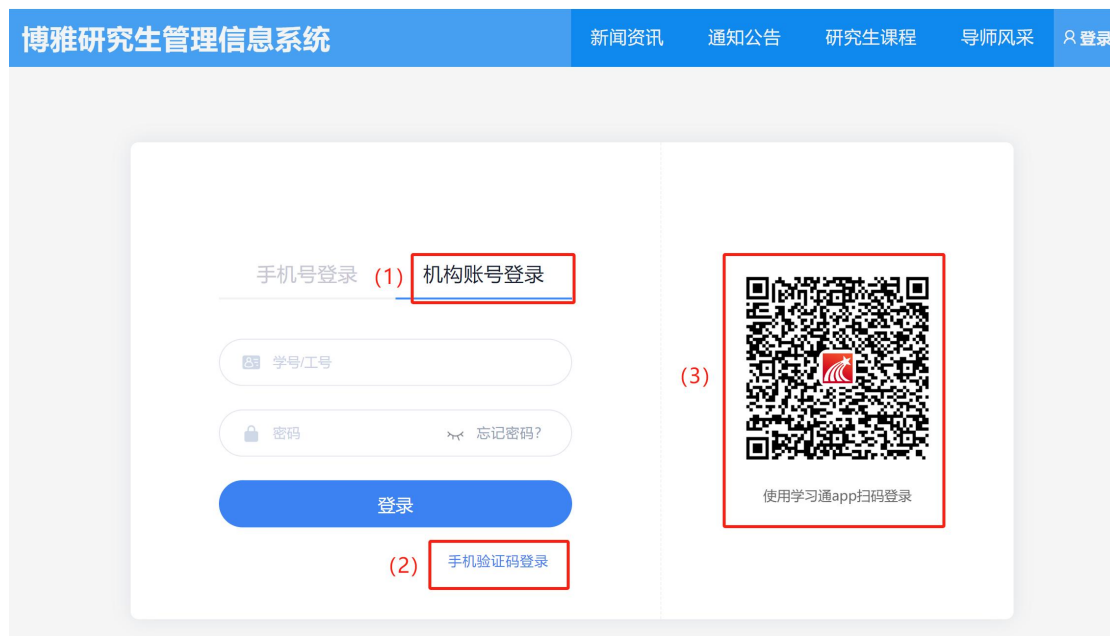 博雅研究生管理信息系统
新闻资讯 通知公告 研究生课程 导师风采 登录
手机号登录 (1) 机构账号登录
学号/工号
(3)
密码 忘记密码?
使用学习通app扫码登录
登录
(2) 手机验证码登录